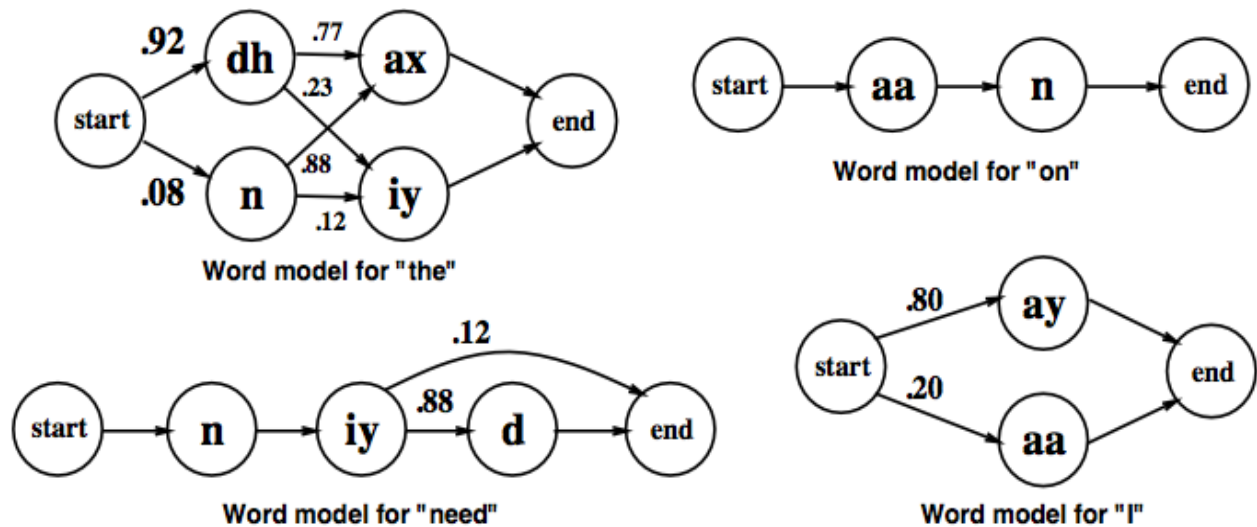 .92
dh
.77
ax
.23
start
end
.88
.08
n
iy
.12
Word model for "the"
start
aa
n
end
Word model for "on"
.12
start
n
iy
.88
d
end
Word model for "need"
.80
ay
start
end
.20
aa
Word model for "I"